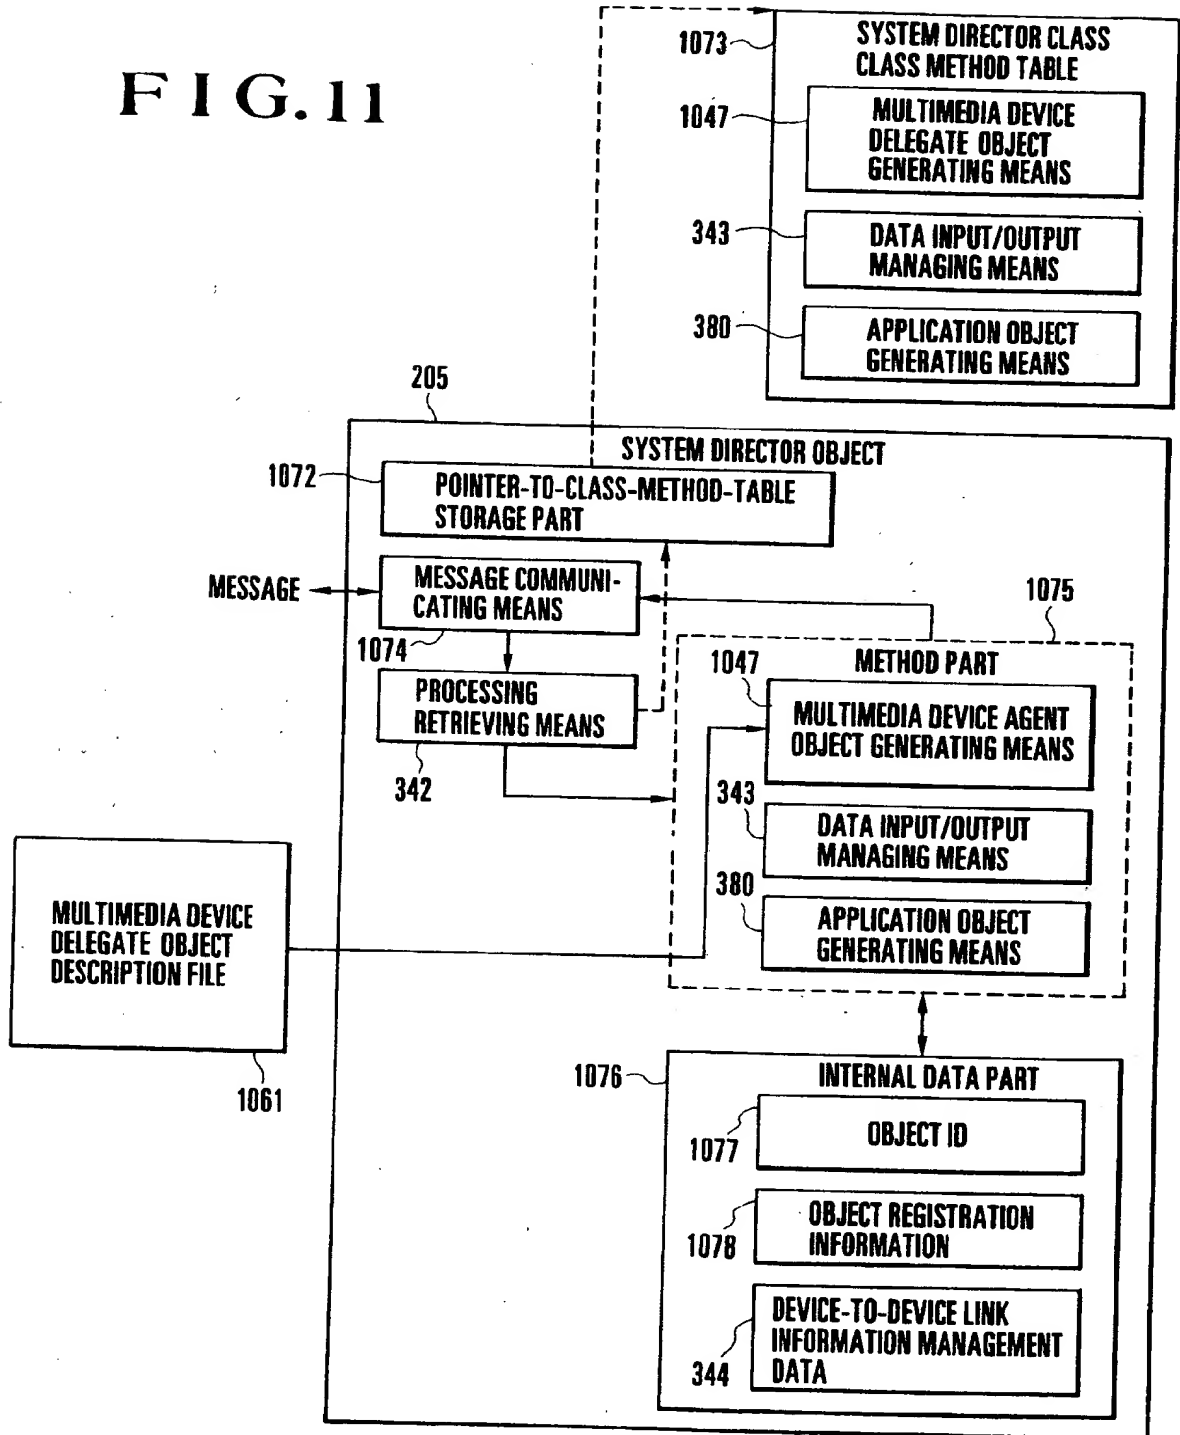 FIG.11
1073
SYSTEM DIRECTOR CLASS
CLASS METHOD TABLE
1047
MULTIMEDIA DEVICE
DELEGATE OBJECT
GENERATING MEANS
343
DATA INPUT/OUTPUT
MANAGING MEANS
380
APPLICATION OBJECT
GENERATING MEANS
205
SYSTEM DIRECTOR OBJECT
1072
POINTER-TO-CLASS-METHOD-TABLE
STORAGE PART
MESSAGE
MESSAGE COMMUNI-
CATING MEANS
1074
PROCESSING
RETRIEVING MEANS
342
1075
METHOD PART
1047
MULTIMEDIA DEVICE AGENT
OBJECT GENERATING MEANS
343
DATA INPUT/OUTPUT
MANAGING MEANS
380
APPLICATION OBJECT
GENERATING MEANS
MULTIMEDIA DEVICE
DELEGATE OBJECT
DESCRIPTION FILE
1061
1076
INTERNAL DATA PART
1077
OBJECT ID
1078
OBJECT REGISTRATION
INFORMATION
344
DEVICE-TO-DEVICE LINK
INFORMATION MANAGEMENT
DATA